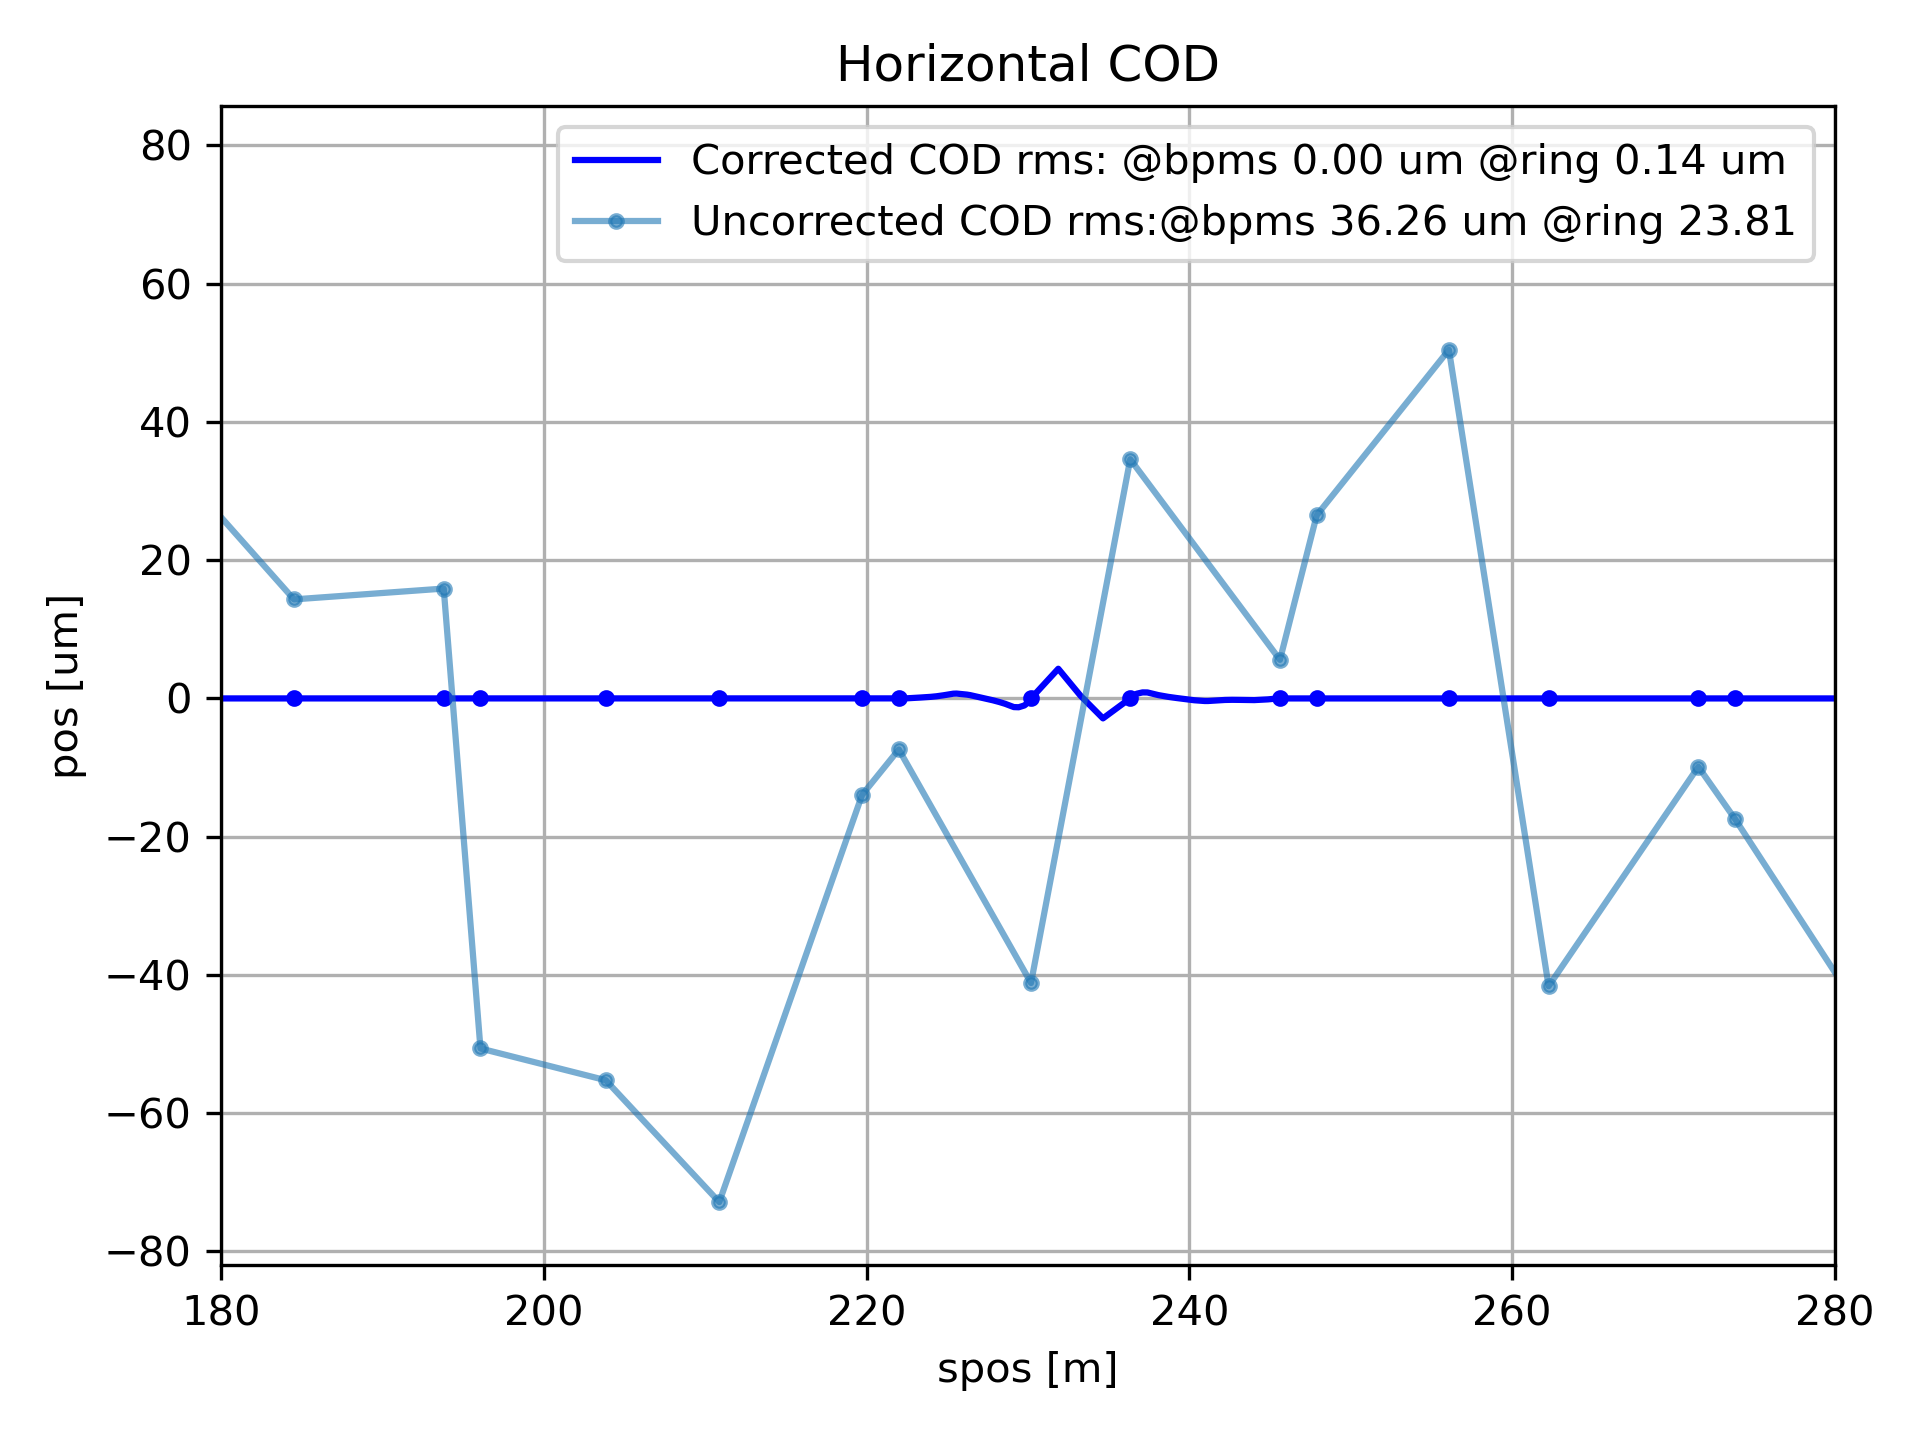 Horizontal COD
Corrected COD rms: @bpms 0.00 um @ring 0.14 um
Uncorrected COD rms:@bpms 36.26 um @ring 23.81
80
60
40
20
0
−20
−40
−60
−80
pos [um]
180 200 220 240 260 280
spos [m]